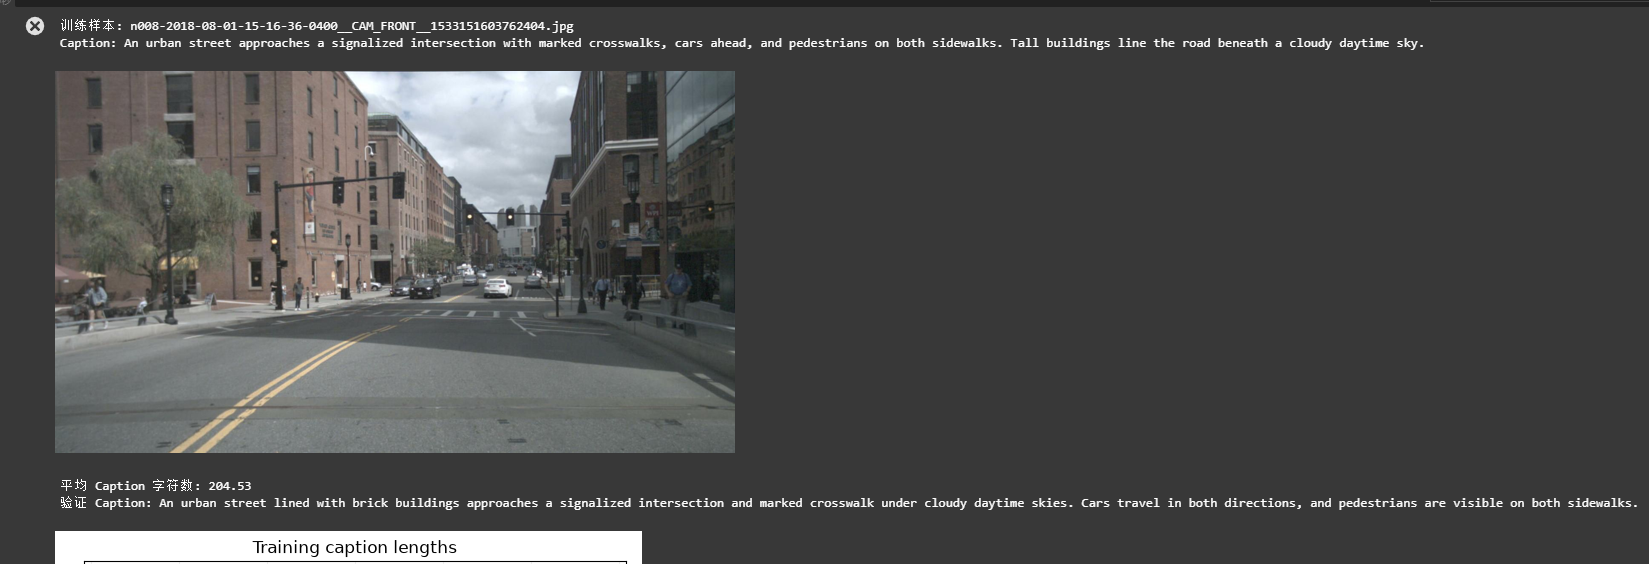 训练样本: n008-2018-08-01-15-16-36-0400__CAM_FRONT__1533151603762404.jpg
Caption: An urban street approaches a signalized intersection with marked crosswalks, cars ahead, and pedestrians on both sidewalks. Tall buildings line the road beneath a cloudy daytime sky.
平均 Caption 字符数: 204.53
验证 Caption: An urban street lined with brick buildings approaches a signalized intersection and marked crosswalk under cloudy daytime skies. Cars travel in both directions, and pedestrians are visible on both sidewalks.
Training caption lengths